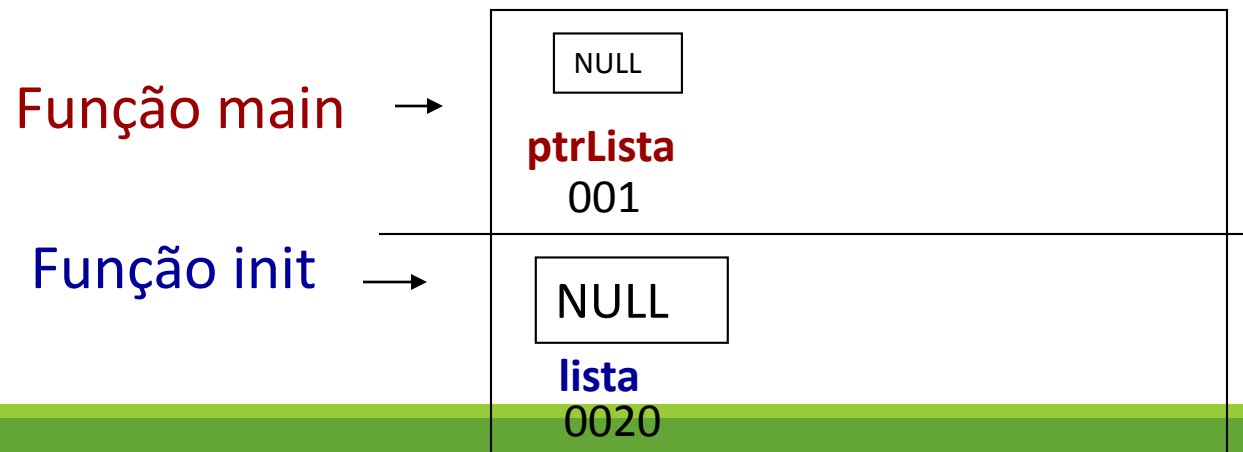 NULL
Função main
ptrLista
001
Função init
NULL
lista
0020